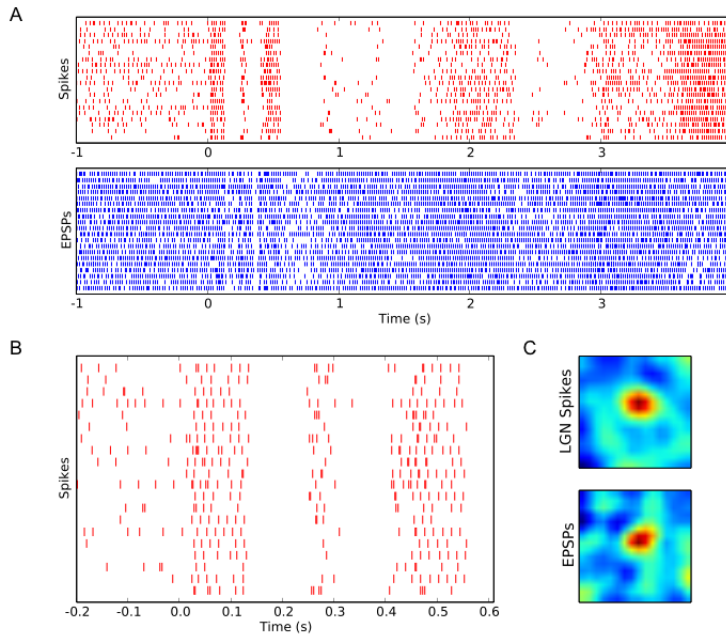 A
Spikes
-1 0 1 2 3
EPSPs
-1 0 1 2 3
Time (s)
B
Spikes
-0.2 -0.1 0.0 0.1 0.2 0.3 0.4 0.5 0.6
Time (s)
C
LGN Spikes
EPSPs